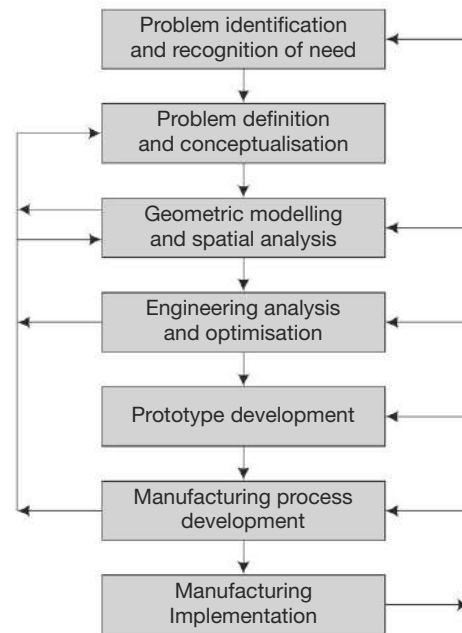 Problem identification
and recognition of need
Problem definition
and conceptualisation
Geometric modelling
and spatial analysis
Engineering analysis
and optimisation
Prototype development
Manufacturing process
development
Manufacturing
Implementation